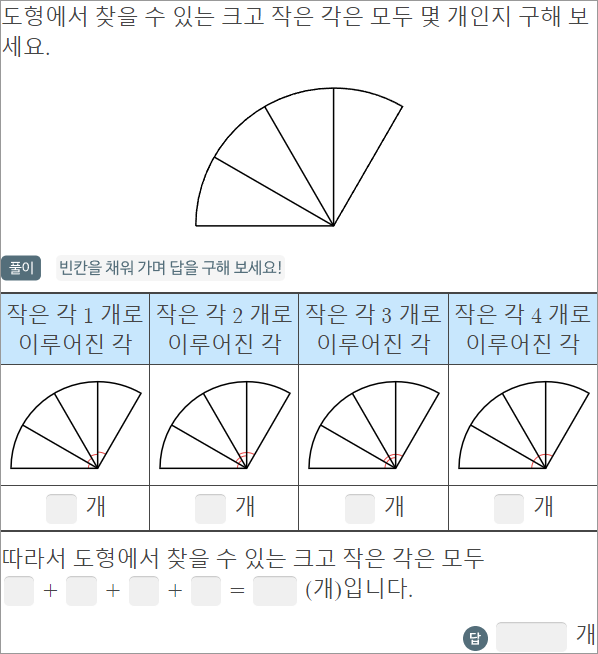 도형에서 찾을 수 있는 크고 작은 각은 모두 몇 개인지 구해 보
세요.
풀이 빈칸을 채워 가며 답을 구해 보세요!
작은 각 1 개로 이루어진 각
작은 각 2 개로 이루어진 각
작은 각 3 개로 이루어진 각
작은 각 4 개로 이루어진 각
개 개 개 개
따라서 도형에서 찾을 수 있는 크고 작은 각은 모두
+ + + = (개)입니다.
답 개